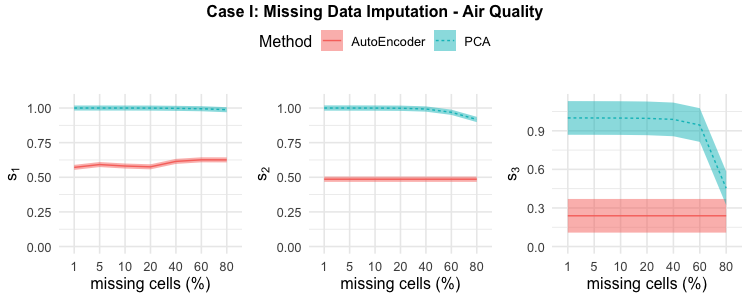 Case I: Missing Data Imputation - Air Quality
Method AutoEncoder PCA
s1
1.00
0.75
0.50
0.25
0.00
1 5 10 20 40 60 80
missing cells (%)
s2
1.00
0.75
0.50
0.25
0.00
1 5 10 20 40 60 80
missing cells (%)
s3
0.9
0.6
0.3
0.0
1 5 10 20 40 60 80
missing cells (%)